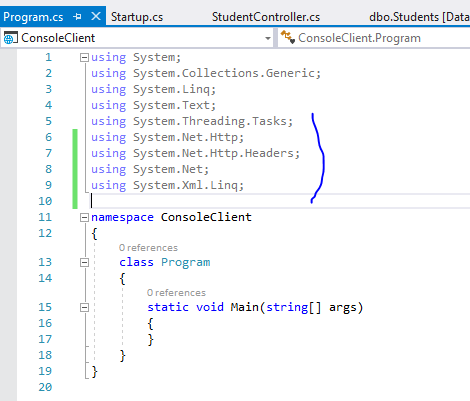 Program.cs Startup.cs StudentController.cs dbo.Students [Data
ConsoleClient ConsoleClient.Program
1 using System;
2 using System.Collections.Generic;
3 using System.Linq;
4 using System.Text;
5 using System.Threading.Tasks;
6 using System.Net.Http;
7 using System.Net.Http.Headers;
8 using System.Net;
9 using System.Xml.Linq;
10
11 namespace ConsoleClient
12 {
0 references
13 class Program
14 {
0 references
15 static void Main(string[] args)
16 {
17 }
18 }
19 }
20